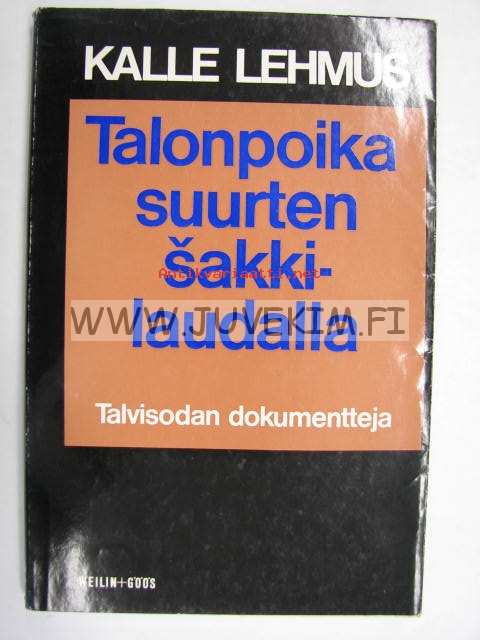 KALLE LEHMUS
Talonpoika
suurten
šakki-
Antikvariaatti.net
WWW.JUVEKIM.FI
laudalla
Talvisodan dokumentteja
WEILIN+GÖÖS